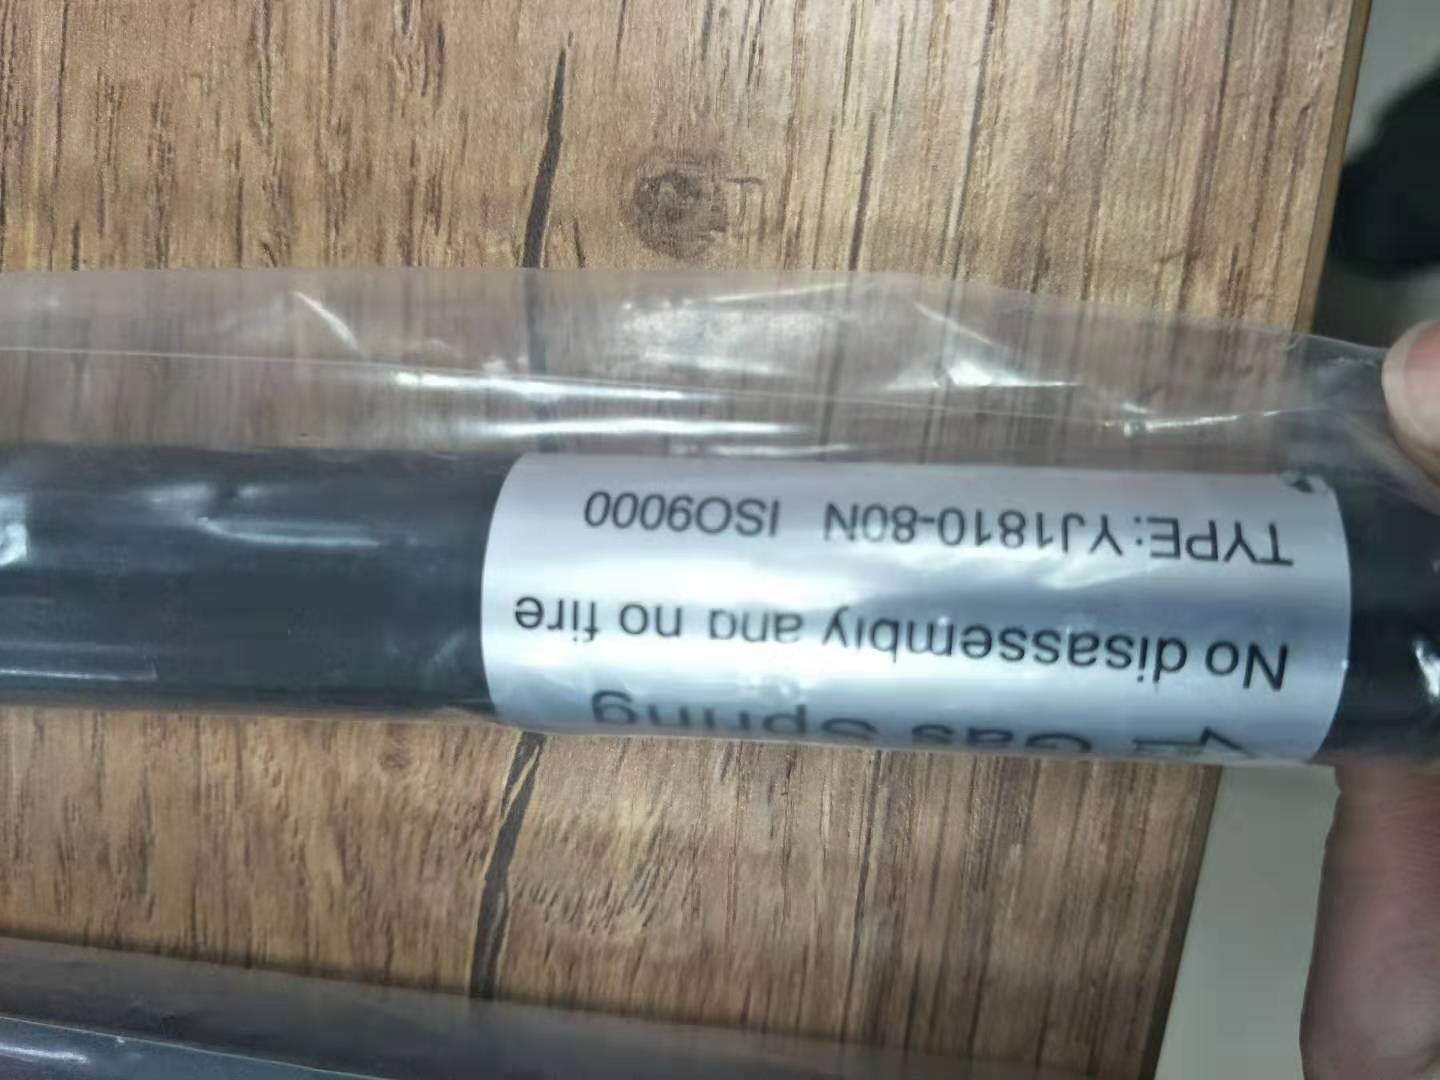 Gas Spring
No disassembly and no fire
TYPE:YJ1810-80N ISO9000